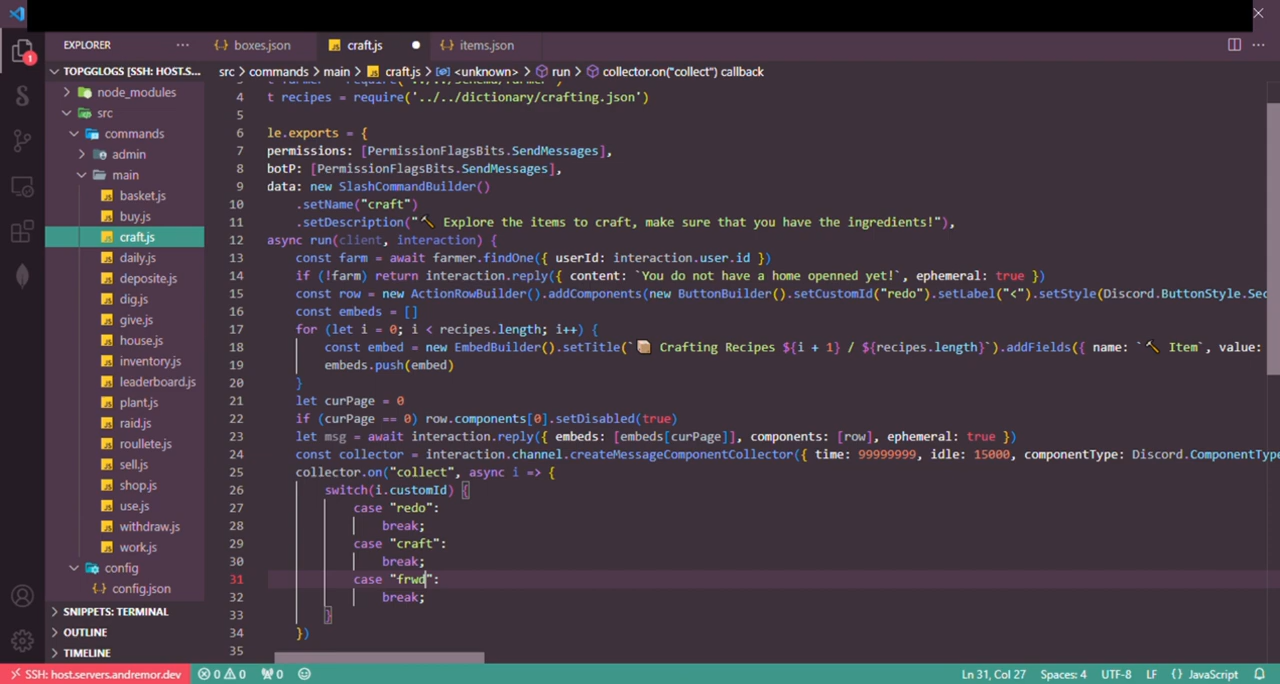 EXPLORER ··· boxes.json craft.js items.json ···
1
TOPGGLOGS [SSH: HOST.S... src > commands > main > craft.js > <unknown> > run > collector.on("collect") callback
node_modules
src
commands
admin
main
basket.js
buy.js
craft.js
daily.js
deposite.js
dig.js
give.js
house.js
inventory.js
leaderboard.js
plant.js
raid.js
roullete.js
sell.js
shop.js
use.js
withdraw.js
work.js
config
{} config.json
SNIPPETS: TERMINAL
OUTLINE
TIMELINE
4 t recipes = require('../../dictionary/crafting.json')
5
6 le.exports = {
7 permissions: [PermissionFlagsBits.SendMessages],
8 botP: [PermissionFlagsBits.SendMessages],
9 data: new SlashCommandBuilder()
10 .setName("craft")
11 .setDescription("🔨 Explore the items to craft, make sure that you have the ingredients!"),
12 async run(client, interaction) {
13 const farm = await farmer.findOne({ userId: interaction.user.id })
14 if (!farm) return interaction.reply({ content: `You do not have a home openned yet!`, ephemeral: true })
15 const row = new ActionRowBuilder().addComponents(new ButtonBuilder().setCustomId("redo").setLabel("<").setStyle(Discord.ButtonStyle.Sec
16 const embeds = []
17 for (let i = 0; i < recipes.length; i++) {
18 const embed = new EmbedBuilder().setTitle(`📜 Crafting Recipes ${i + 1} / ${recipes.length}`).addFields({ name: `🔨 Item`, value:
19 embeds.push(embed)
20 }
21 let curPage = 0
22 if (curPage == 0) row.components[0].setDisabled(true)
23 let msg = await interaction.reply({ embeds: [embeds[curPage]], components: [row], ephemeral: true })
24 const collector = interaction.channel.createMessageComponentCollector({ time: 99999999, idle: 15000, componentType: Discord.ComponentType
25 collector.on("collect", async i => {
26 switch(i.customId) {
27 case "redo":
28 break;
29 case "craft":
30 break;
31 case "frwd":
32 break;
33 }
34 })
35
SSH: host.servers.andremor.dev 0 0 0 Ln 31, Col 27 Spaces: 4 UTF-8 LF {} JavaScript